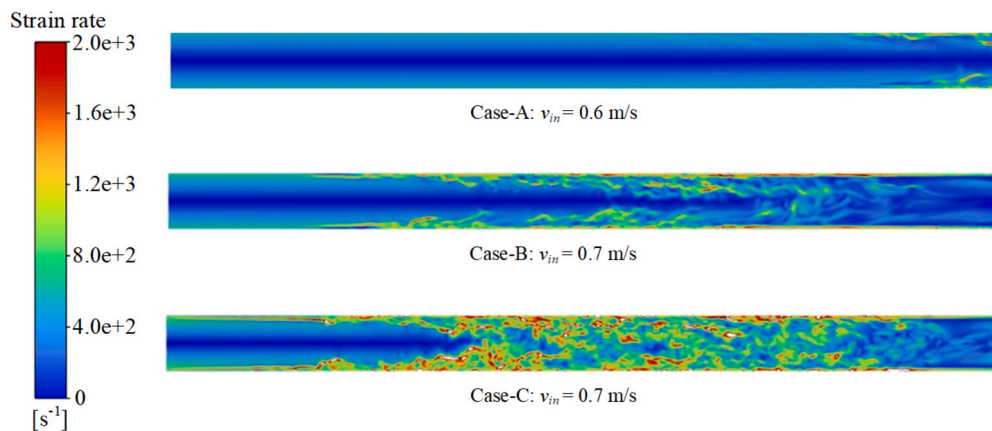 Strain rate
2.0e+3
1.6e+3
1.2e+3
8.0e+2
4.0e+2
0
[s⁻¹]
Case-A: vᵢₙ = 0.6 m/s
Case-B: vᵢₙ = 0.7 m/s
Case-C: vᵢₙ = 0.7 m/s